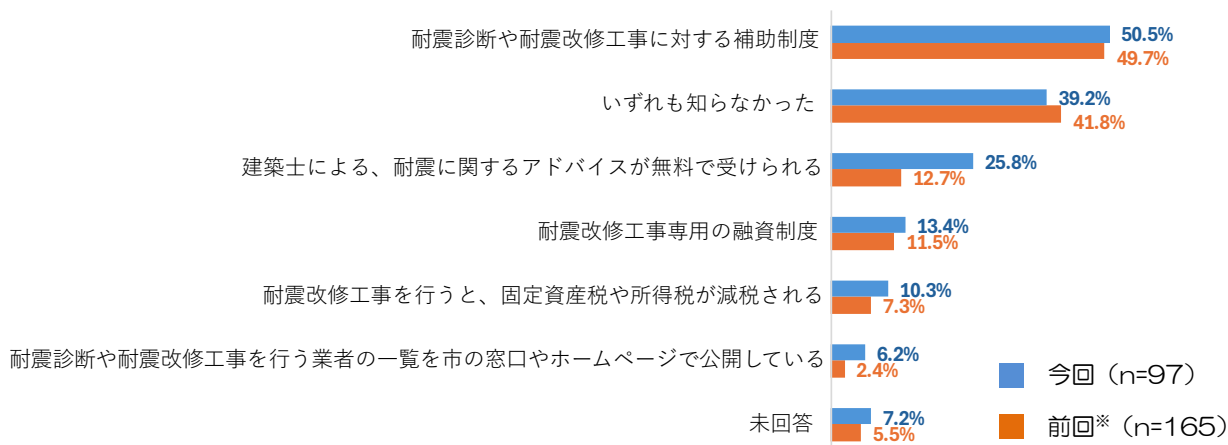 耐震診断や耐震改修工事に対する補助制度
50.5%
49.7%
いずれも知らなかった
39.2%
41.8%
建築士による、耐震に関するアドバイスが無料で受けられる
25.8%
12.7%
耐震改修工事専用の融資制度
13.4%
11.5%
耐震改修工事を行うと、固定資産税や所得税が減税される
10.3%
7.3%
耐震診断や耐震改修工事を行う業者の一覧を市の窓口やホームページで公開している
6.2%
2.4%
未回答
7.2%
5.5%
今回（n=97）
前回※（n=165）